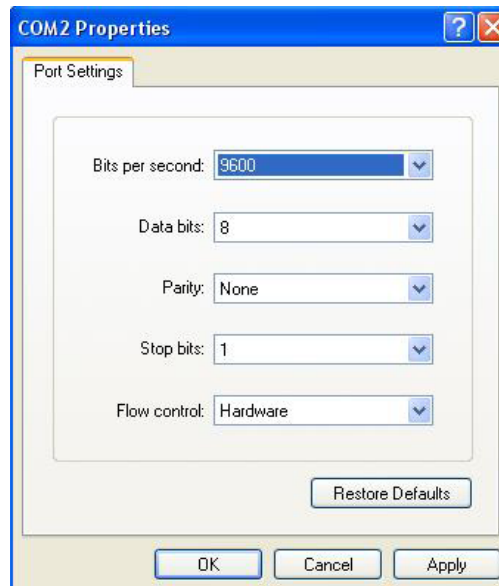 COM2 Properties
Port Settings
Bits per second: 9600
Data bits: 8
Parity: None
Stop bits: 1
Flow control: Hardware
Restore Defaults
OK Cancel Apply